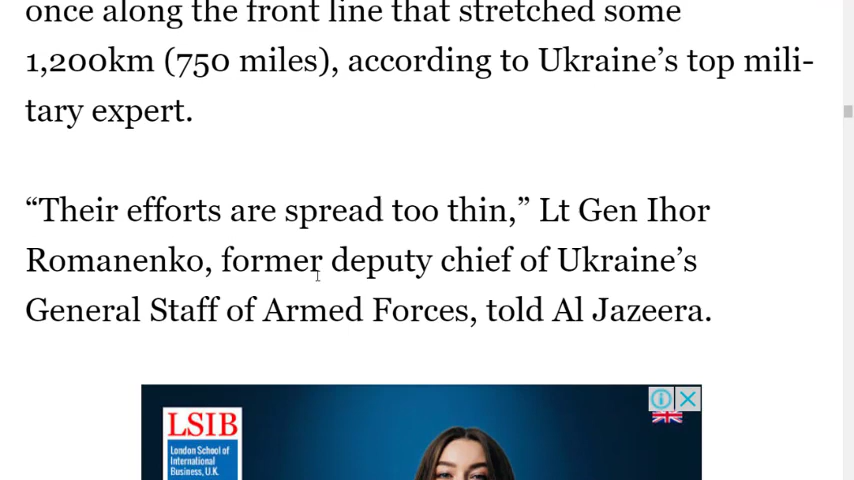 once along the front line that stretched some
1,200km (750 miles), according to Ukraine’s top mili-
tary expert.
“Their efforts are spread too thin,” Lt Gen Ihor
Romanenko, former deputy chief of Ukraine’s
General Staff of Armed Forces, told Al Jazeera.
LSIB
London School of
International
Business, U.K.